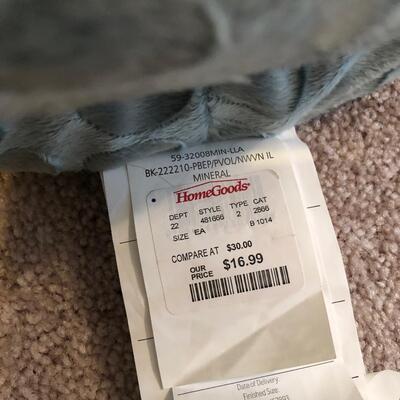 59-32008MIN-LLA
BK-222210-PBEP/PVOL/NWVN IL
MINERAL
HomeGoods
DEPT STYLE TYPE CAT
22 481666 2 2866
SIZE EA B 1014
COMPARE AT $30.00
OUR PRICE $16.99
Date of Delivery:
Finished Size: